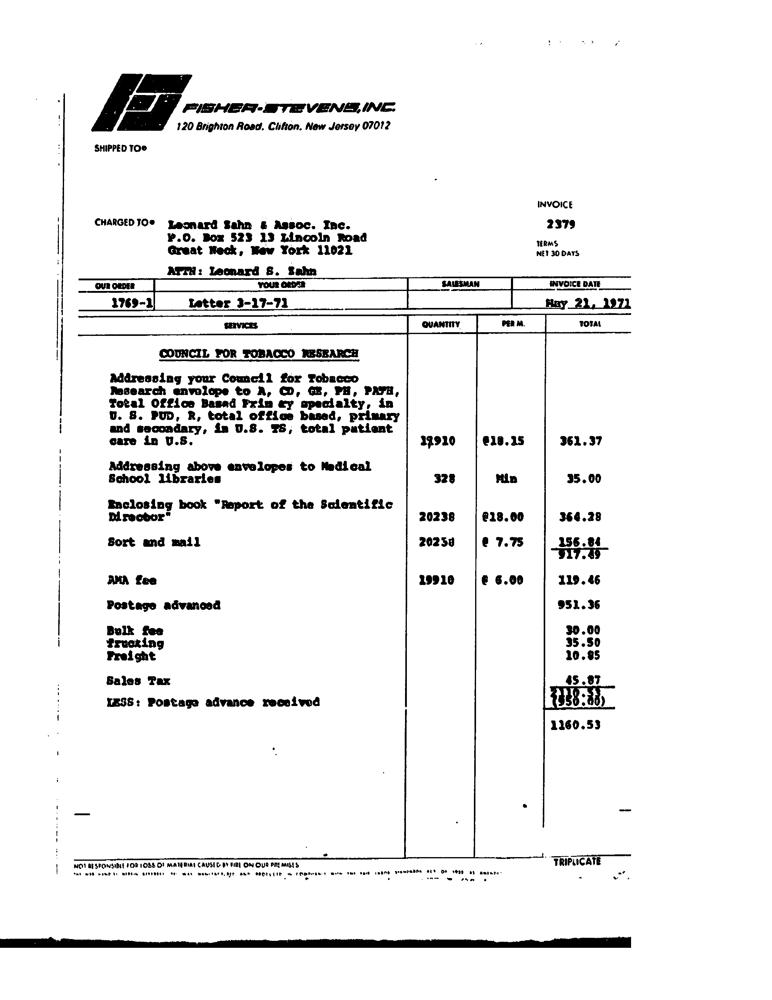 FISHER-STEVENS, INC.
120 Brighton Road, Clifton, New Jersey 07012
SHIPPED TO
INVOICE
CHARGED TO Leonard Zahn & Assoc. Inc. 2379
P.O. Box 523 13 Lincoln Road TERMS
Great Neck, New York 11021 NET 30 DAYS
ATTN: Leonard S. Zahn
OUR ORDER YOUR ORDER SALESMAN INVOICE DATE
1769-1 Letter 3-17-71 May 21, 1971
SERVICES QUANTITY PER M. TOTAL
COUNCIL FOR TOBACCO RESEARCH
Addressing your Council for Tobacco
Research envelope to A, CD, GE, PH, PATH,
Total Office Based Prim ry specialty, in
U. S. PUD, R, total office based, primary
and secondary, in U.S. TS, total patient
care in U.S. 19910 @18.15 361.37
Addressing above envelopes to Medical
School libraries 328 Min 35.00
Enclosing book "Report of the Scientific
Director" 20238 @18.00 364.28
Sort and mail 20238 @ 7.75 156.84
917.49
AMA fee 19910 @ 6.00 119.46
Postage advanced 951.36
Bulk fee 30.00
Trucking 35.50
Freight 10.85
Sales Tax 45.87
2110.53
LESS: Postage advance received (950.00)
1160.53
NOT RESPONSIBLE FOR LOSS OF MATERIAL CAUSED BY FIRE ON OUR PREMISES
TRIPLICATE